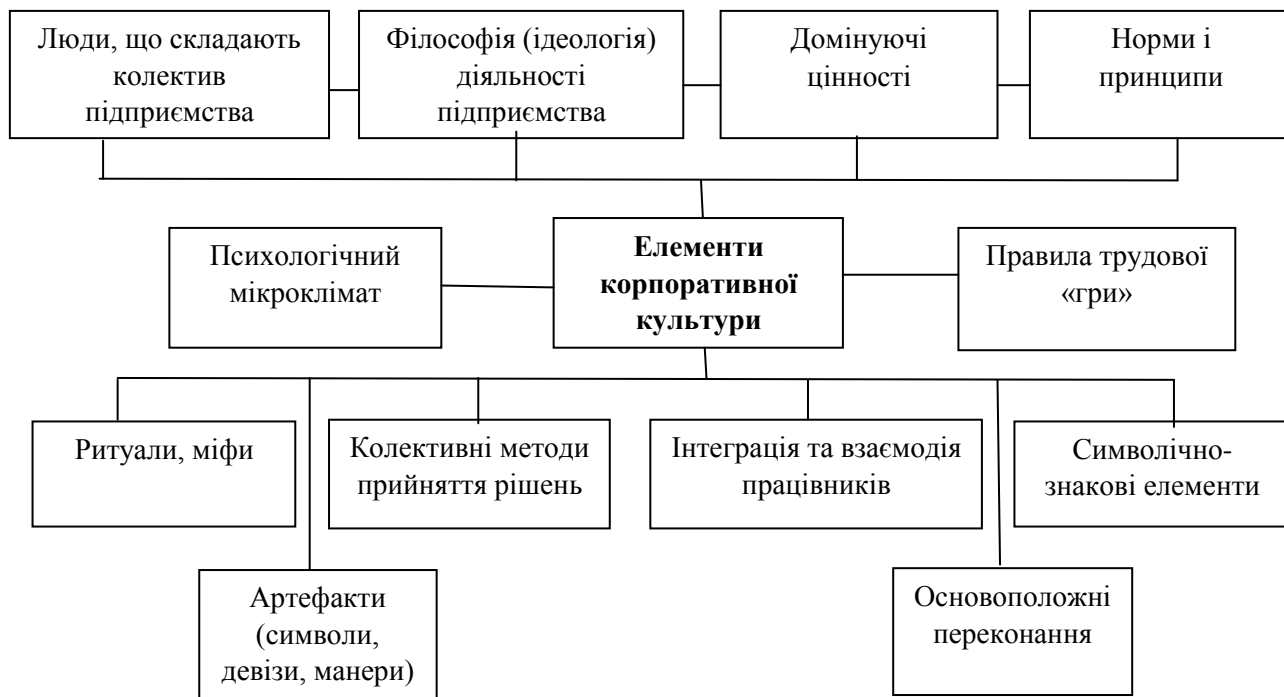 Люди, що складають
колектив
підприємства
Філософія (ідеологія)
діяльності
підприємства
Домінуючі
цінності
Норми і
принципи
Психологічний
мікроклімат
Елементи
корпоративної
культури
Правила трудової
«гри»
Ритуали, міфи
Колективні методи
прийняття рішень
Інтеграція та взаємодія
працівників
Символічно-
знакові елементи
Артефакти
(символи,
девізи, манери)
Основоположні
переконання